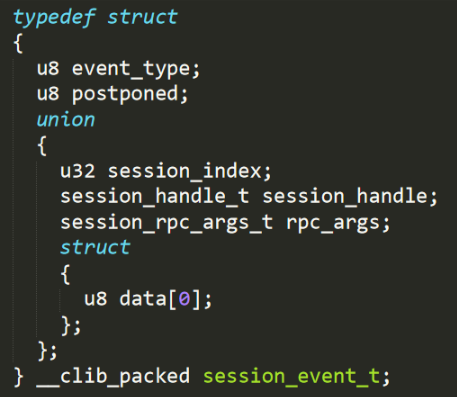 typedef struct
{
  u8 event_type;
  u8 postponed;
  union
  {
    u32 session_index;
    session_handle_t session_handle;
    session_rpc_args_t rpc_args;
    struct
    {
      u8 data[0];
    };
  };
} __clib_packed session_event_t;